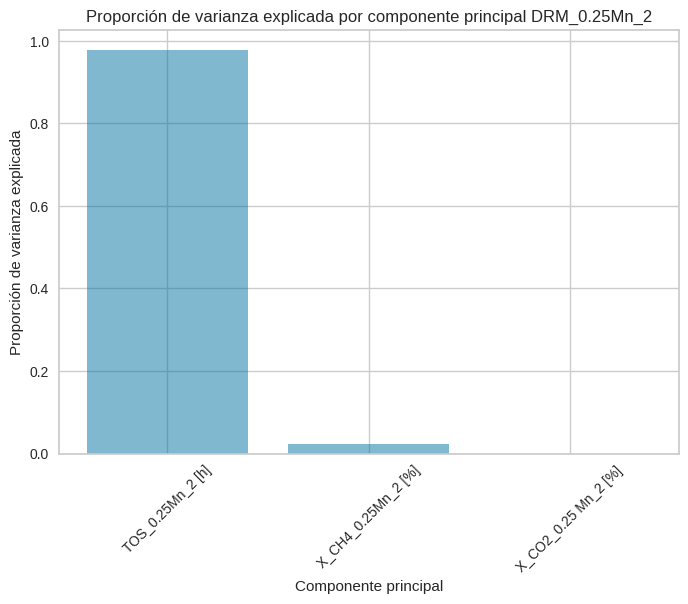 Proporción de varianza explicada por componente principal DRM_0.25Mn_2
Proporción de varianza explicada
1.0
0.8
0.6
0.4
0.2
0.0
TOS_0.25Mn_2 [h]
X_CH4_0.25Mn_2 [%]
X_CO2_0.25 Mn_2 [%]
Componente principal